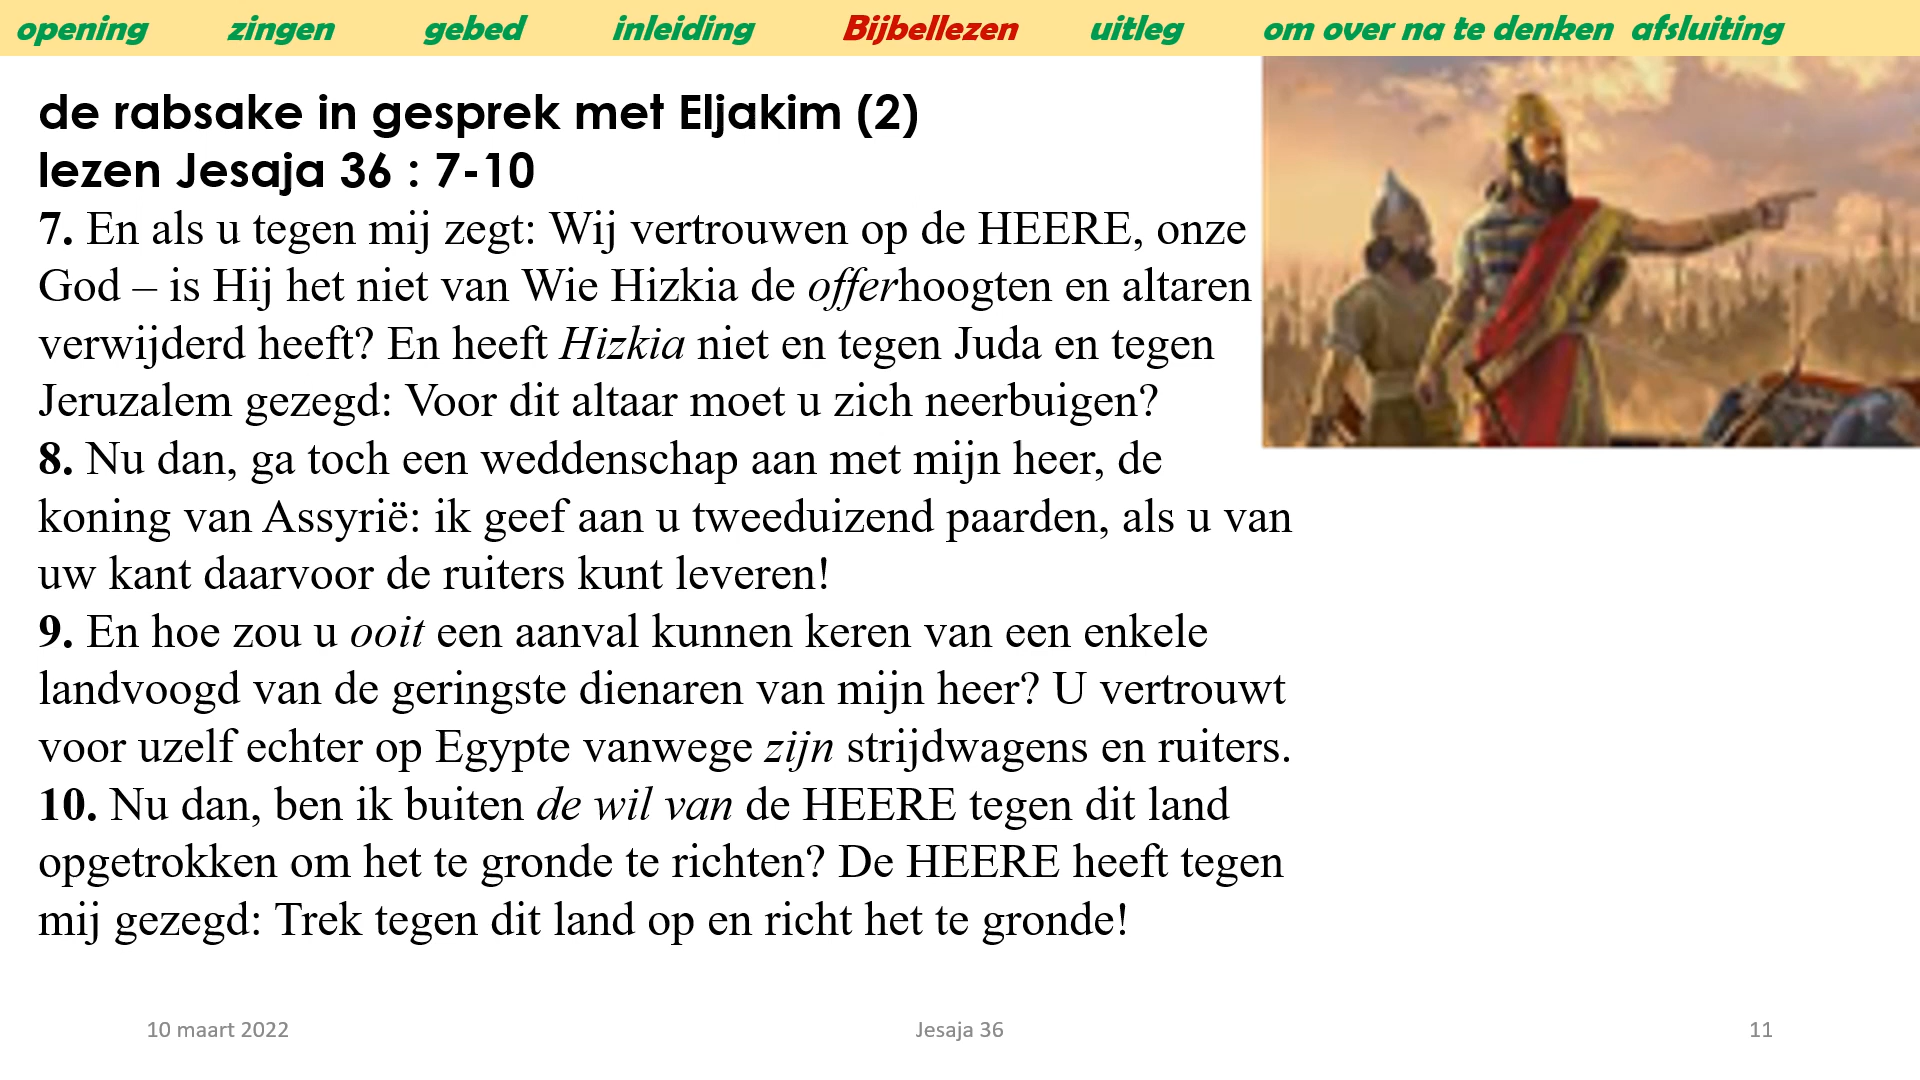 opening zingen gebed inleiding Bijbellezen uitleg om over na te denken afsluiting
de rabsake in gesprek met Eljakim (2)
lezen Jesaja 36 : 7-10
7. En als u tegen mij zegt: Wij vertrouwen op de HEERE, onze
God – is Hij het niet van Wie Hizkia de offerhoogten en altaren
verwijderd heeft? En heeft Hizkia niet en tegen Juda en tegen
Jeruzalem gezegd: Voor dit altaar moet u zich neerbuigen?
8. Nu dan, ga toch een weddenschap aan met mijn heer, de
koning van Assyrië: ik geef aan u tweeduizend paarden, als u van
uw kant daarvoor de ruiters kunt leveren!
9. En hoe zou u ooit een aanval kunnen keren van een enkele
landvoogd van de geringste dienaren van mijn heer? U vertrouwt
voor uzelf echter op Egypte vanwege zijn strijdwagens en ruiters.
10. Nu dan, ben ik buiten de wil van de HEERE tegen dit land
opgetrokken om het te gronde te richten? De HEERE heeft tegen
mij gezegd: Trek tegen dit land op en richt het te gronde!
10 maart 2022 Jesaja 36 11